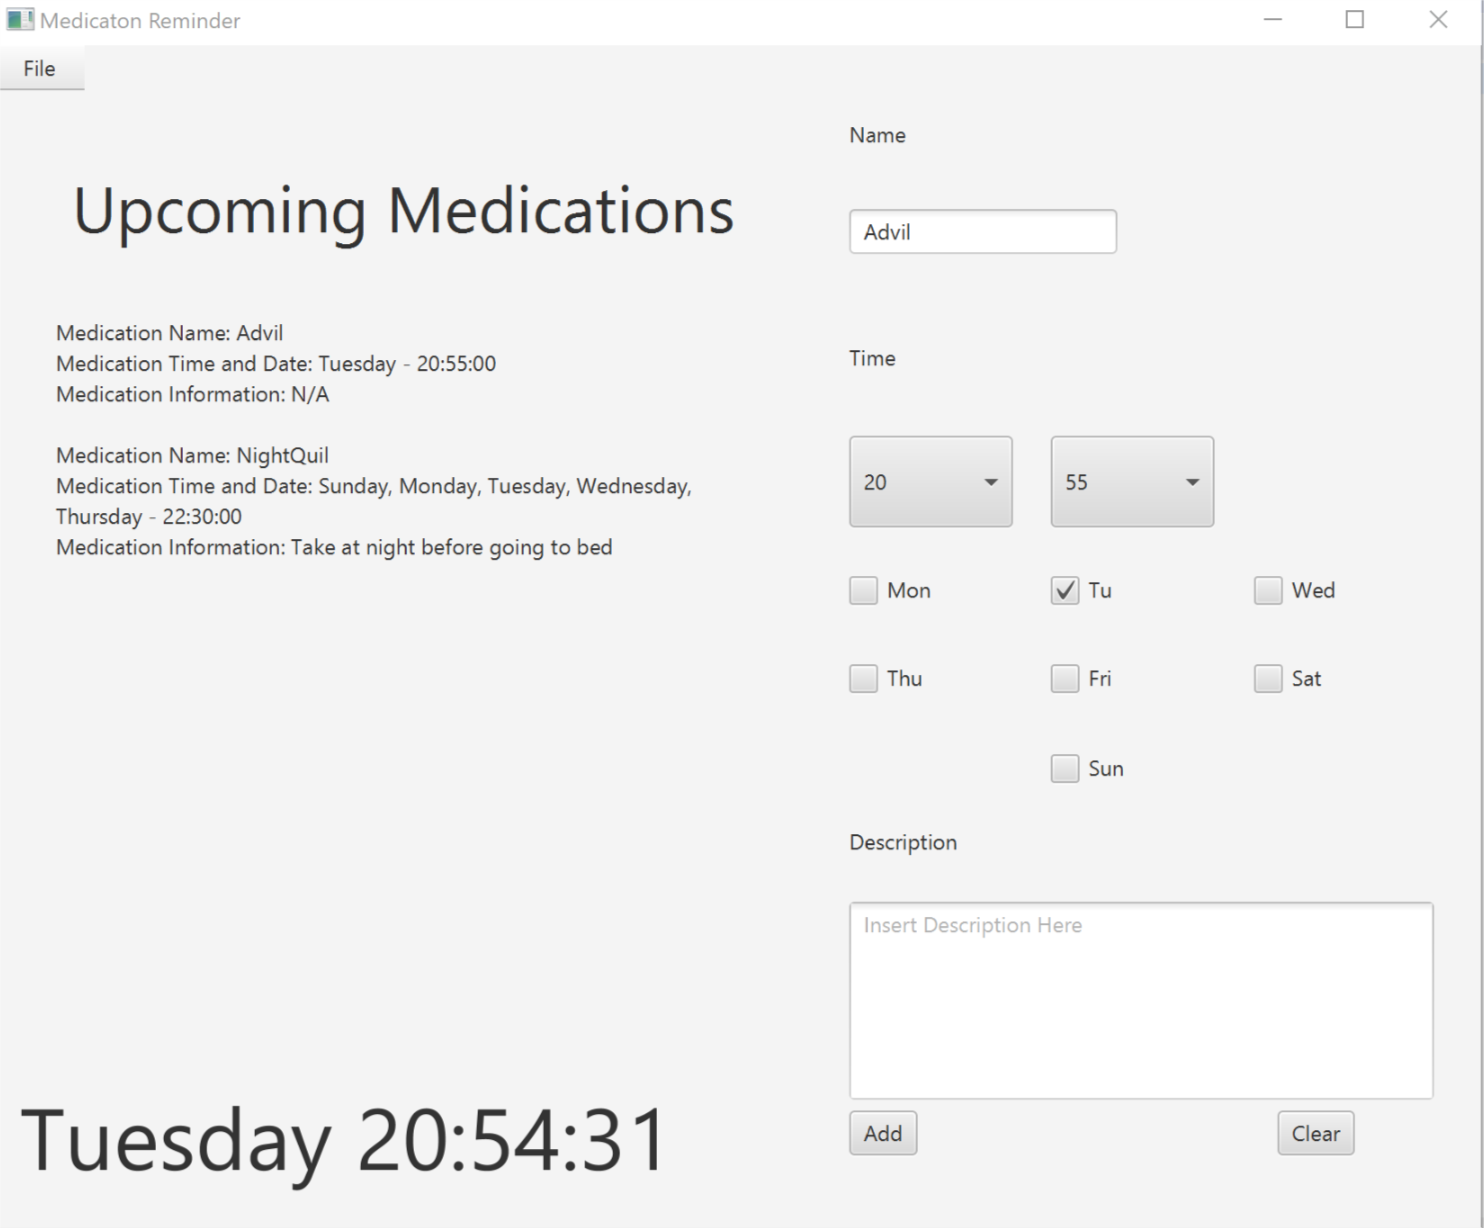 Medicaton Reminder
File
Upcoming Medications
Medication Name: Advil
Medication Time and Date: Tuesday - 20:55:00
Medication Information: N/A
Medication Name: NightQuil
Medication Time and Date: Sunday, Monday, Tuesday, Wednesday,
Thursday - 22:30:00
Medication Information: Take at night before going to bed
Tuesday 20:54:31
Name
Advil
Time
20 55
Mon Tu Wed
Thu Fri Sat
Sun
Description
Insert Description Here
Add Clear